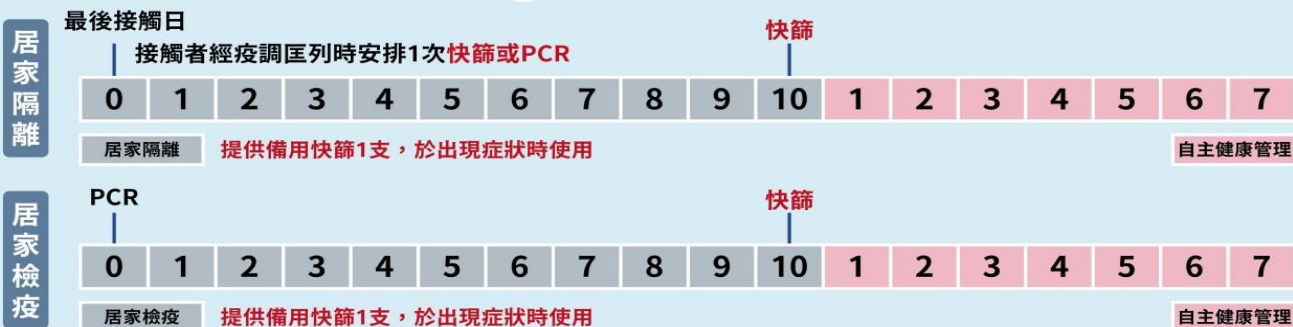 居家隔離
最後接觸日
接觸者經疫調匡列時安排1次快篩或PCR
快篩
0 1 2 3 4 5 6 7 8 9 10 1 2 3 4 5 6 7
居家隔離 提供備用快篩1支，於出現症狀時使用 自主健康管理
居家檢疫
PCR 快篩
0 1 2 3 4 5 6 7 8 9 10 1 2 3 4 5 6 7
居家檢疫 提供備用快篩1支，於出現症狀時使用 自主健康管理